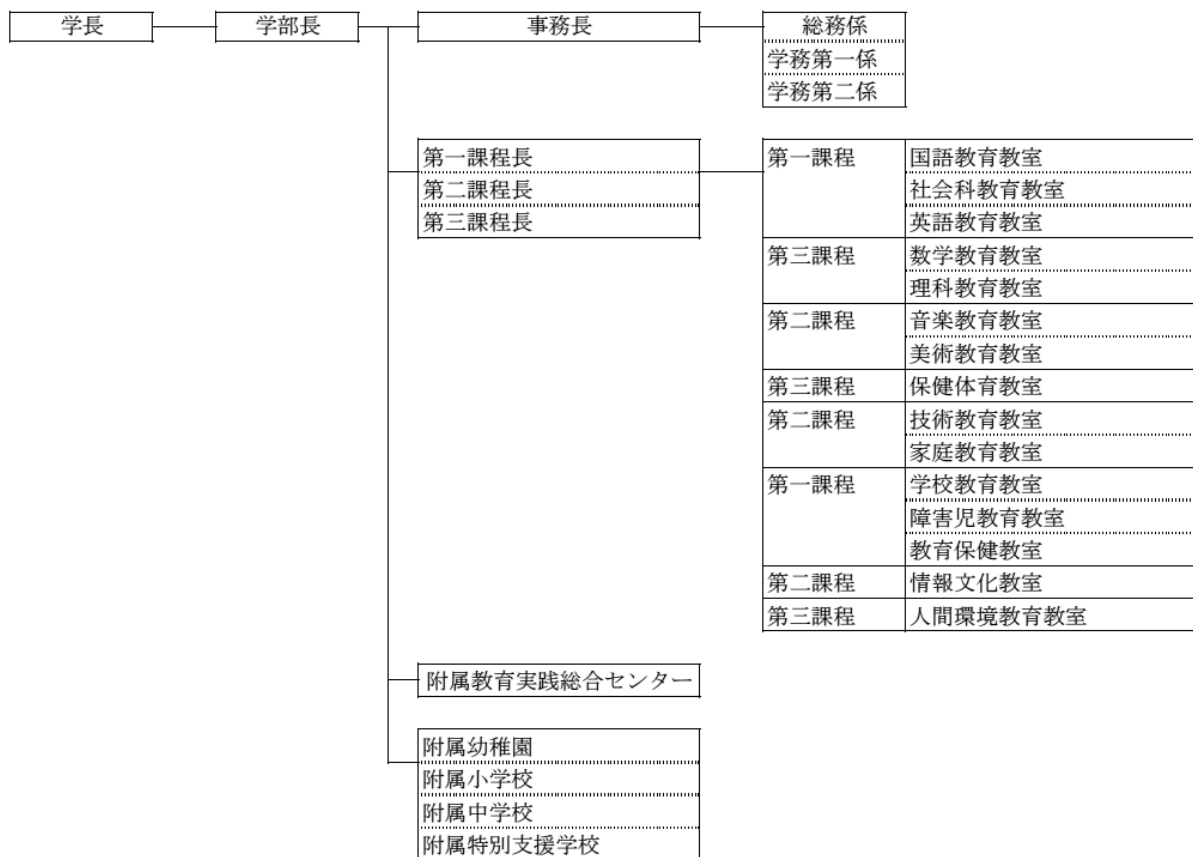 学長 学部長 事務長 総務係
学務第一係
学務第二係
第一課程長 第一課程 国語教育教室
第二課程長 社会科教育教室
第三課程長 英語教育教室
第三課程 数学教育教室
理科教育教室
第二課程 音楽教育教室
美術教育教室
第三課程 保健体育教室
第二課程 技術教育教室
家庭教育教室
第一課程 学校教育教室
障害児教育教室
教育保健教室
第二課程 情報文化教室
第三課程 人間環境教育教室
附属教育実践総合センター
附属幼稚園
附属小学校
附属中学校
附属特別支援学校